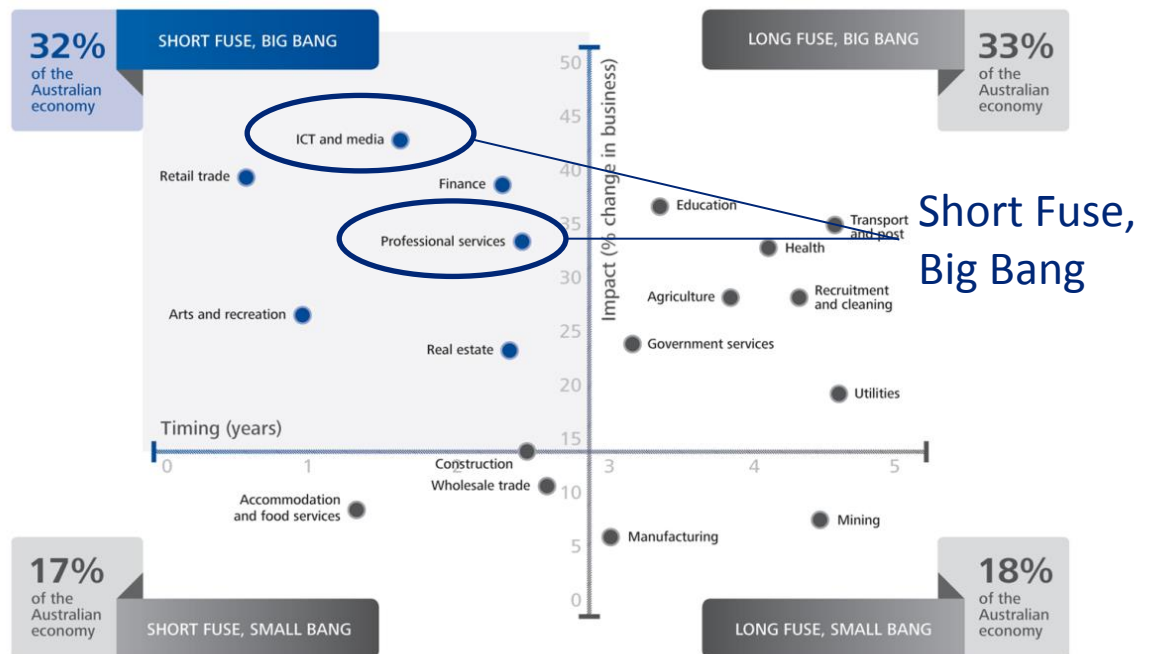 32%
of the
Australian
economy
SHORT FUSE, BIG BANG
LONG FUSE, BIG BANG
33%
of the
Australian
economy
50
45
40
35
30
25
20
15
10
5
0
Impact (% change in business)
ICT and media
Retail trade
Finance
Professional services
Arts and recreation
Real estate
Education
Transport
and post
Health
Agriculture
Recruitment
and cleaning
Government services
Utilities
Short Fuse,
Big Bang
Timing (years)
0
1
2
3
4
5
Construction
Wholesale trade
Accommodation
and food services
Manufacturing
Mining
17%
of the
Australian
economy
SHORT FUSE, SMALL BANG
LONG FUSE, SMALL BANG
18%
of the
Australian
economy